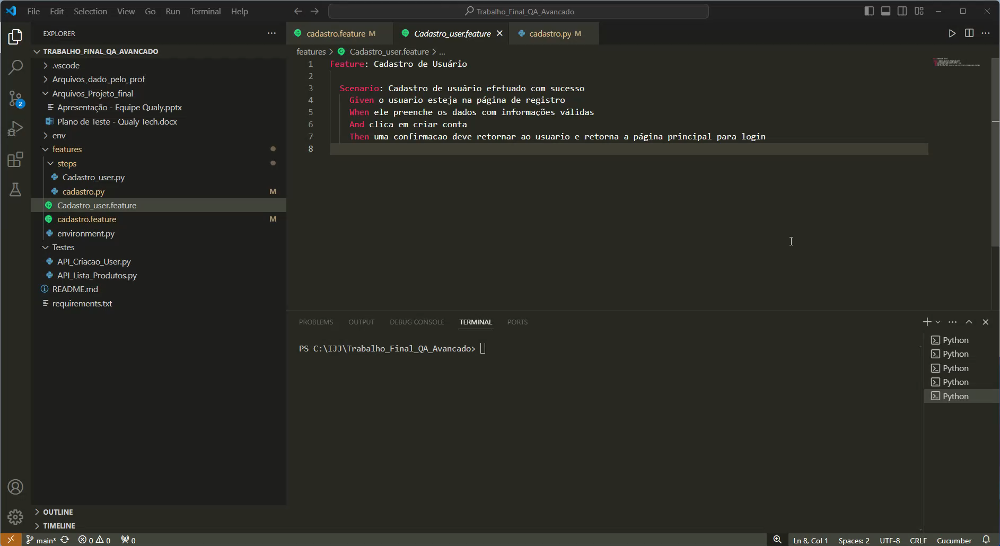 File Edit Selection View Go Run Terminal Help
Trabalho_Final_QA_Avancado
EXPLORER
TRABALHO_FINAL_QA_AVANCADO
.vscode
Arquivos_dado_pelo_prof
Arquivos_Projeto_final
Apresentação - Equipe Qualy.pptx
Plano de Teste - Qualy Tech.docx
env
features
steps
Cadastro_user.py
cadastro.py M
Cadastro_user.feature
cadastro.feature M
environment.py
Testes
API_Criacao_User.py
API_Lista_Produtos.py
README.md
requirements.txt
OUTLINE
TIMELINE
2
cadastro.feature M
Cadastro_user.feature
cadastro.py M
features > Cadastro_user.feature > ...
1 Feature: Cadastro de Usuário
2
3 Scenario: Cadastro de usuário efetuado com sucesso
4 Given o usuario esteja na página de registro
5 When ele preenche os dados com informações válidas
6 And clica em criar conta
7 Then uma confirmacao deve retornar ao usuario e retorna a página principal para login
8
PROBLEMS OUTPUT DEBUG CONSOLE TERMINAL PORTS
PS C:\IJJ\Trabalho_Final_QA_Avancado>
Python
Python
Python
Python
Python
main* 0 0 0
Ln 8, Col 1 Spaces: 2 UTF-8 CRLF Cucumber